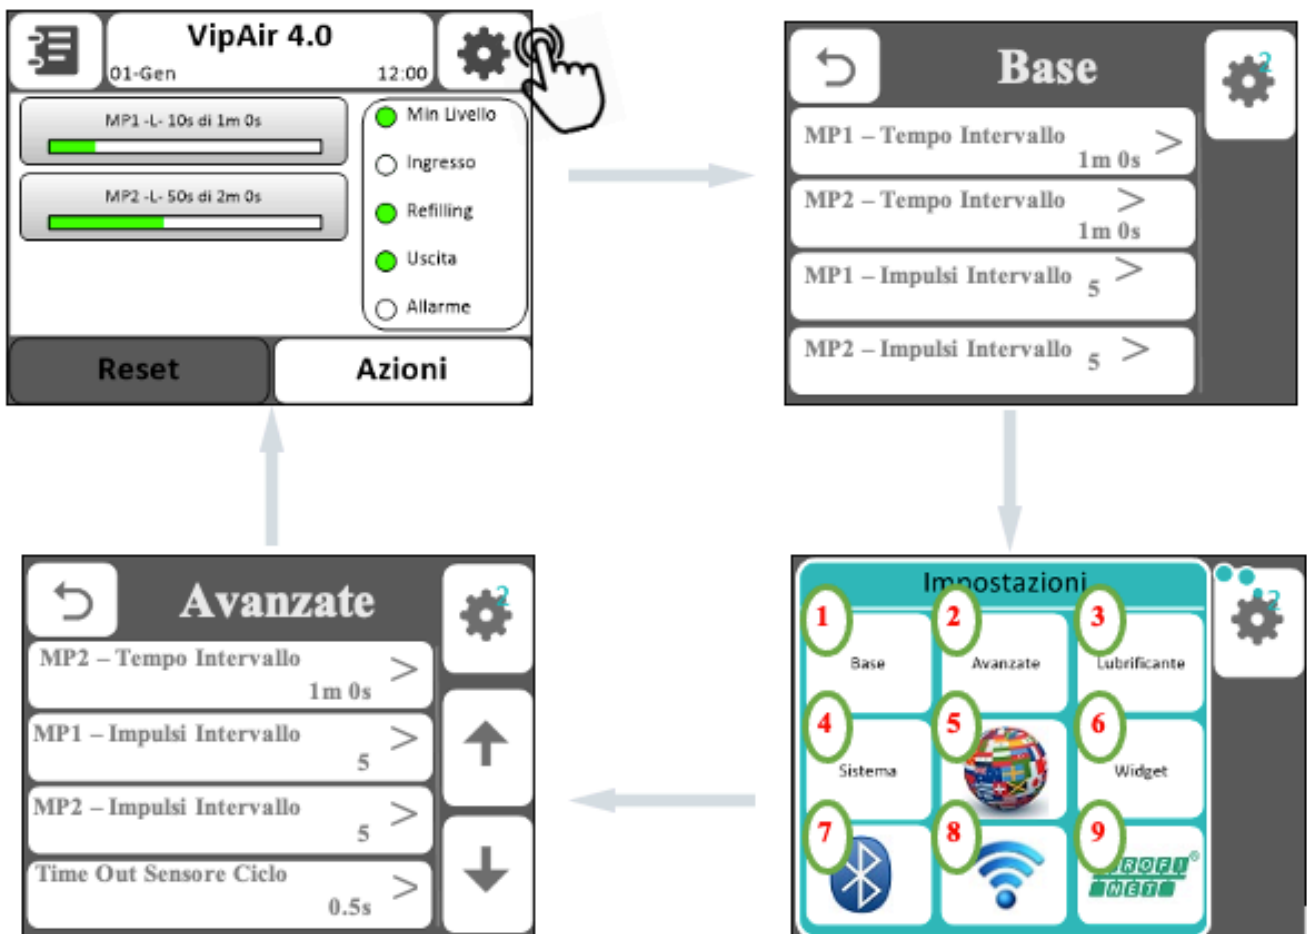 VipAir 4.0
01-Gen 12:00
MP1 -L- 10s di 1m 0s
MP2 -L- 50s di 2m 0s
Min Livello
Ingresso
Refilling
Uscita
Allarme
Reset
Azioni
Base
2
MP1 – Tempo Intervallo >
1m 0s
MP2 – Tempo Intervallo >
1m 0s
MP1 – Impulsi Intervallo 5 >
MP2 – Impulsi Intervallo 5 >
Avanzate
2
MP2 – Tempo Intervallo >
1m 0s
MP1 – Impulsi Intervallo >
5
MP2 – Impulsi Intervallo >
5
Time Out Sensore Ciclo >
0.5s
Impostazioni
2
1 2 3
Base Avanzate Lubrificante
4 5 6
Sistema Widget
7 8 9
PROFI®
NET